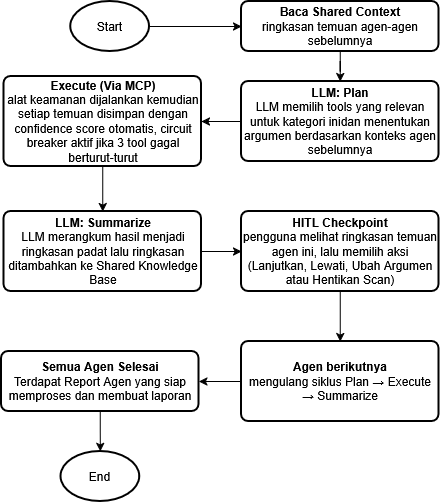 Start
Baca Shared Context
ringkasan temuan agen-agen
sebelumnya
LLM: Plan
LLM memilih tools yang relevan
untuk kategori inidan menentukan
argumen berdasarkan konteks agen
sebelumnya
Execute (Via MCP)
alat keamanan dijalankan kemudian
setiap temuan disimpan dengan
confidence score otomatis, circuit
breaker aktif jika 3 tool gagal
berturut-turut
LLM: Summarize
LLM merangkum hasil menjadi
ringkasan padat lalu ringkasan
ditambahkan ke Shared Knowledge
Base
HITL Checkpoint
pengguna melihat ringkasan temuan
agen ini, lalu memilih aksi
(Lanjutkan, Lewati, Ubah Argumen
atau Hentikan Scan)
Agen berikutnya
mengulang siklus Plan → Execute
→ Summarize
Semua Agen Selesai
Terdapat Report Agen yang siap
memproses dan membuat laporan
End